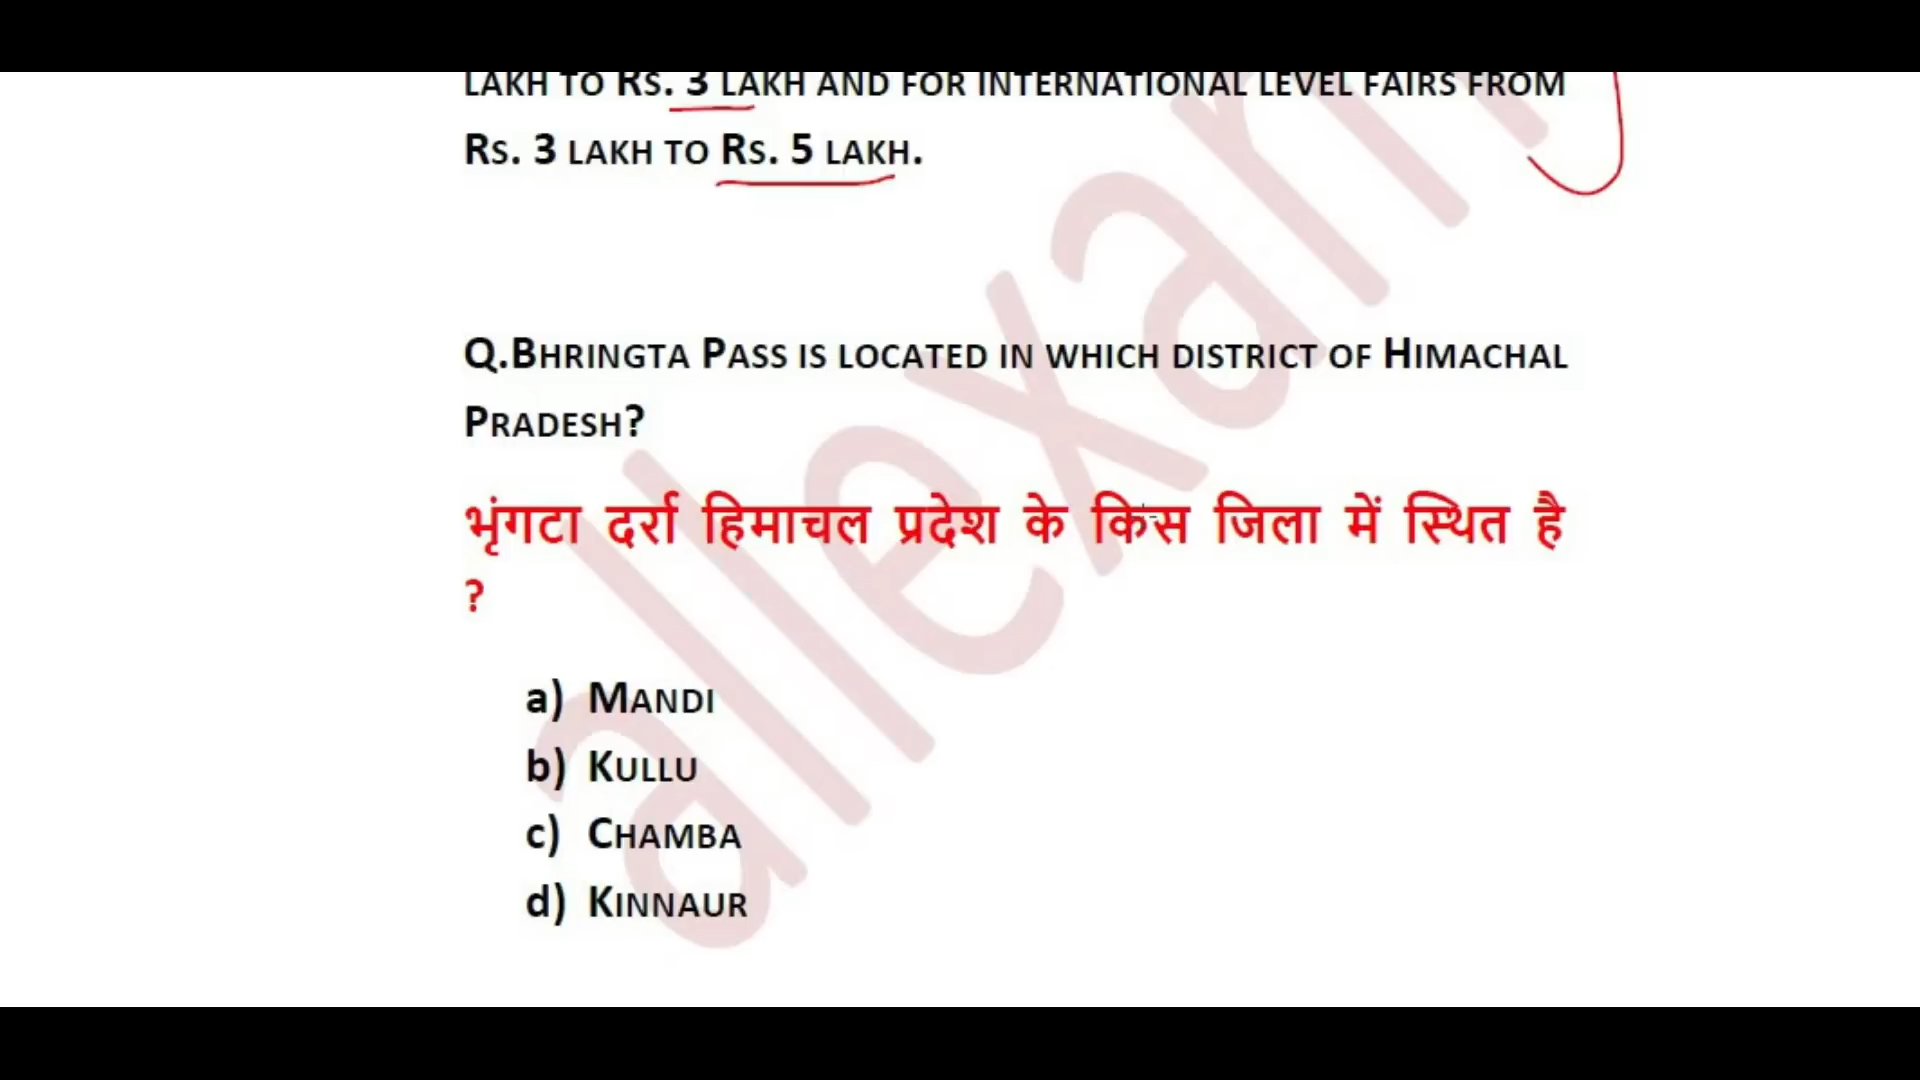 LAKH TO RS. 3 LAKH AND FOR INTERNATIONAL LEVEL FAIRS FROM
RS. 3 LAKH TO RS. 5 LAKH.
Q.BHRINGTA PASS IS LOCATED IN WHICH DISTRICT OF HIMACHAL
PRADESH?
भृंगटा दर्रा हिमाचल प्रदेश के किस जिला में स्थित है
?
a) MANDI
b) KULLU
c) CHAMBA
d) KINNAUR
allexam